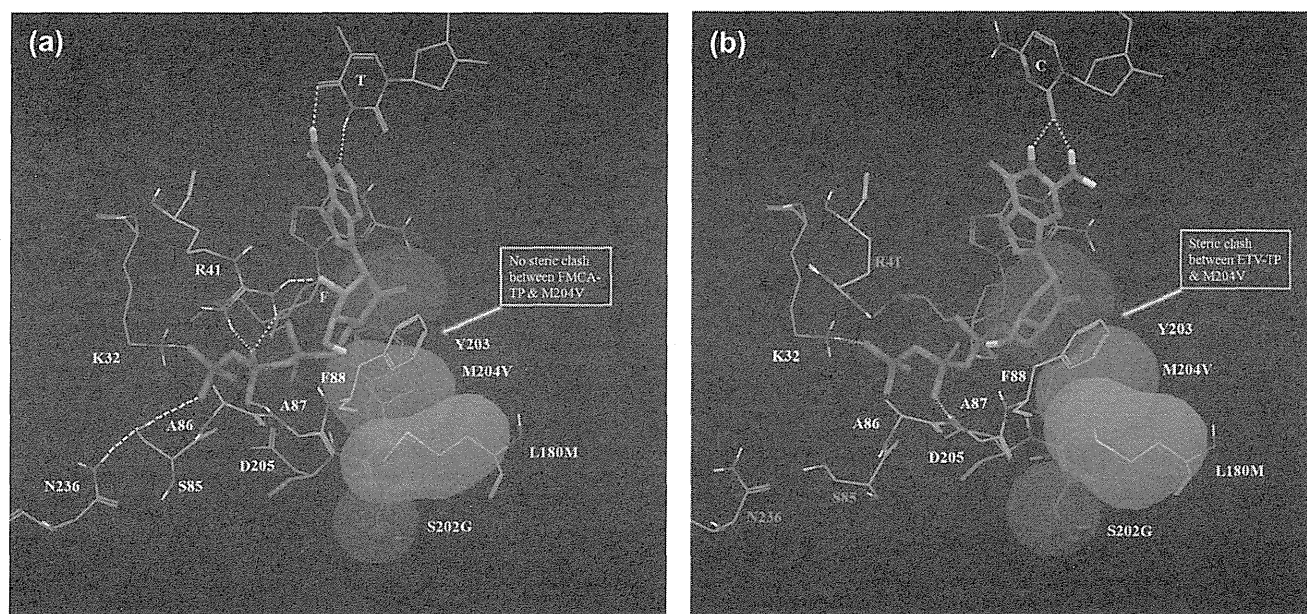 (a)
T
R41
F
No steric clash
between FMCA-
TP & M204V
K32
Y203
F88
M204V
A87
A86
D205
L180M
N236
S85
S202G
(b)
C
R41
Steric clash
between ETV-TP
& M204V
K32
Y203
F88
M204V
A87
A86
D205
L180M
S85
N236
S202G